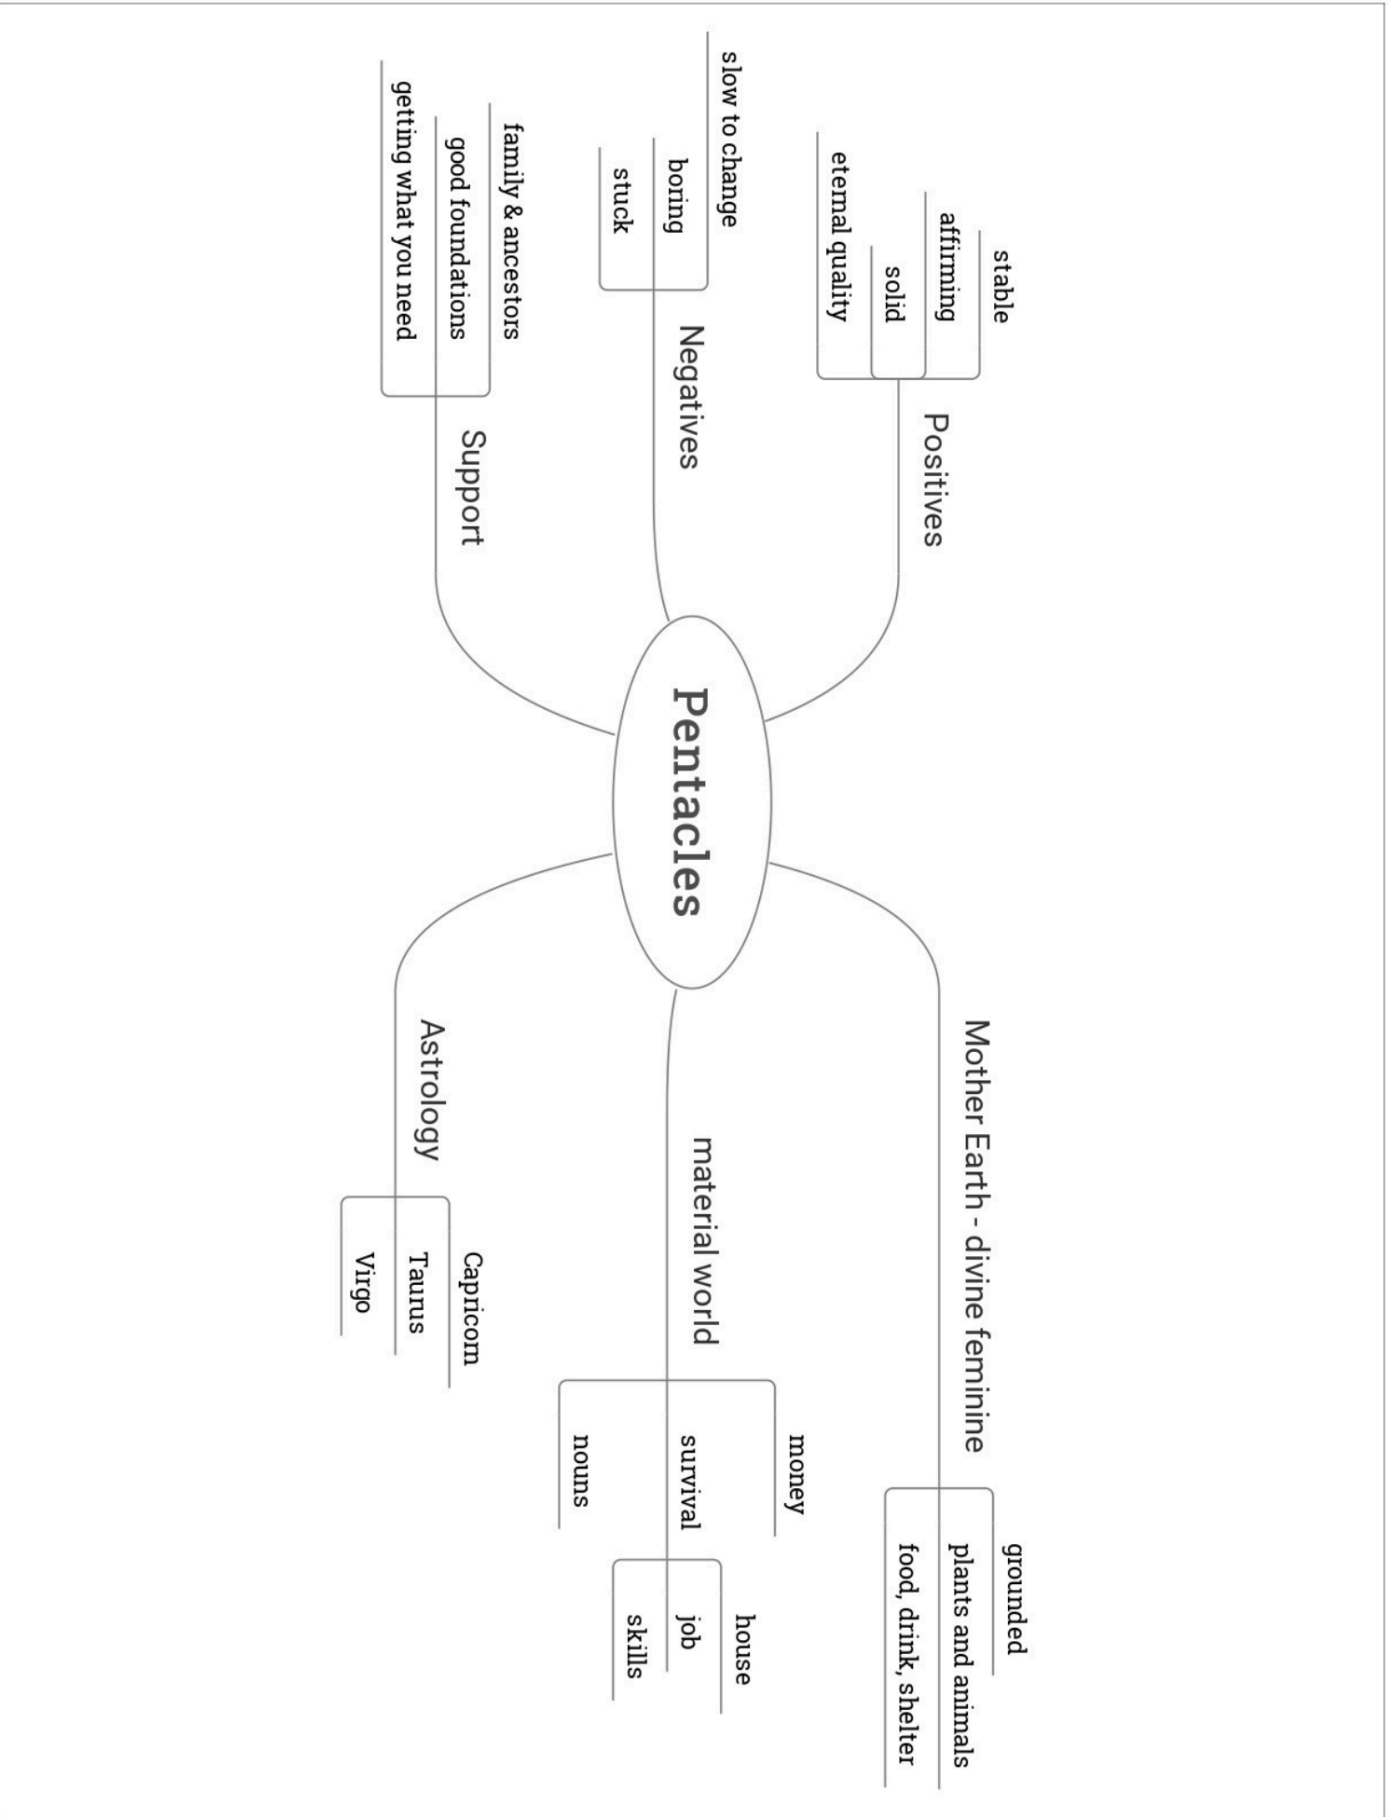 Pentacles
Positives
stable
affirming
solid
eternal quality
Negatives
slow to change
boring
stuck
Support
family & ancestors
good foundations
getting what you need
Mother Earth - divine feminine
grounded
plants and animals
food, drink, shelter
material world
money
survival
house
job
skills
nouns
Astrology
Capricorn
Taurus
Virgo